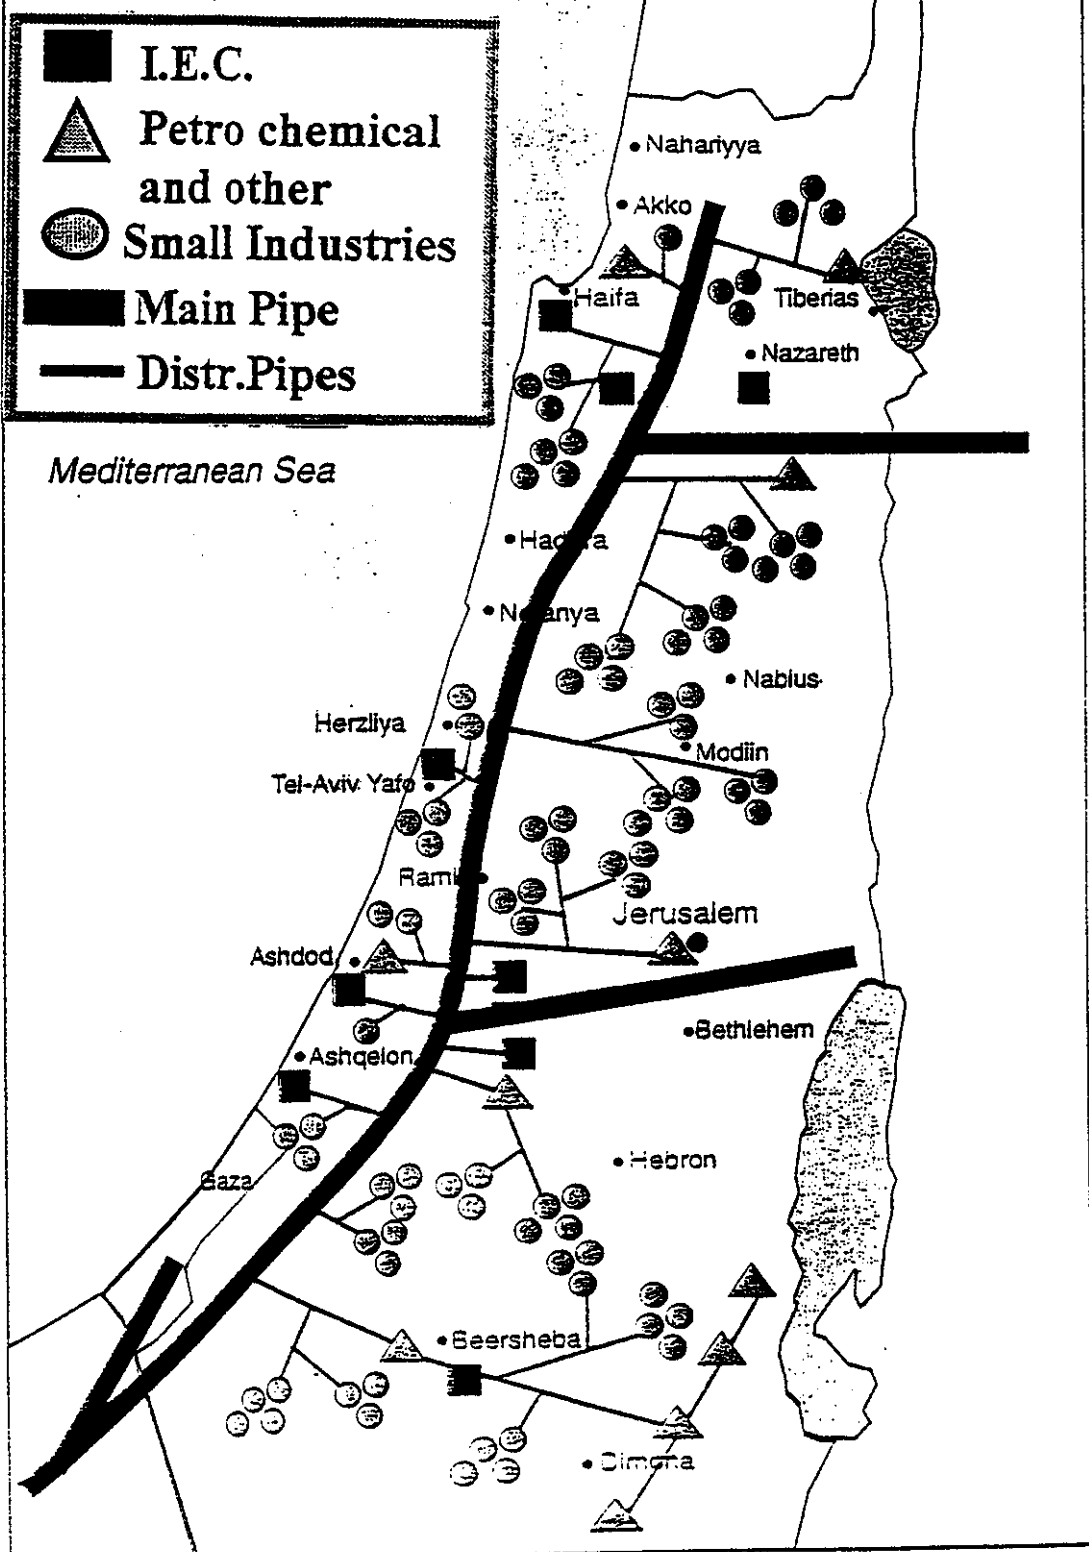 I.E.C.
Petro chemical
and other
Small Industries
Main Pipe
Distr.Pipes
Nahariyya
Akko
Haifa
Tiberias
Nazareth
Mediterranean Sea
Nablus
Herzliya
Modiin
Tel-Aviv Yafo
Jerusalem
Ashdod
Bethlehem
Ashqelon
Hebron
Gaza
Beersheba